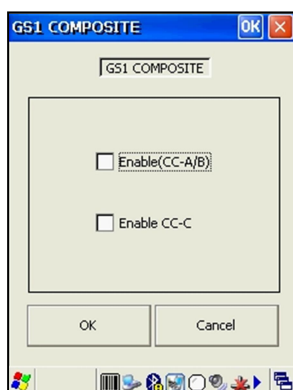 GS1 COMPOSITE OK
GS1 COMPOSITE
Enable(CC-A/B)
Enable CC-C
OK Cancel